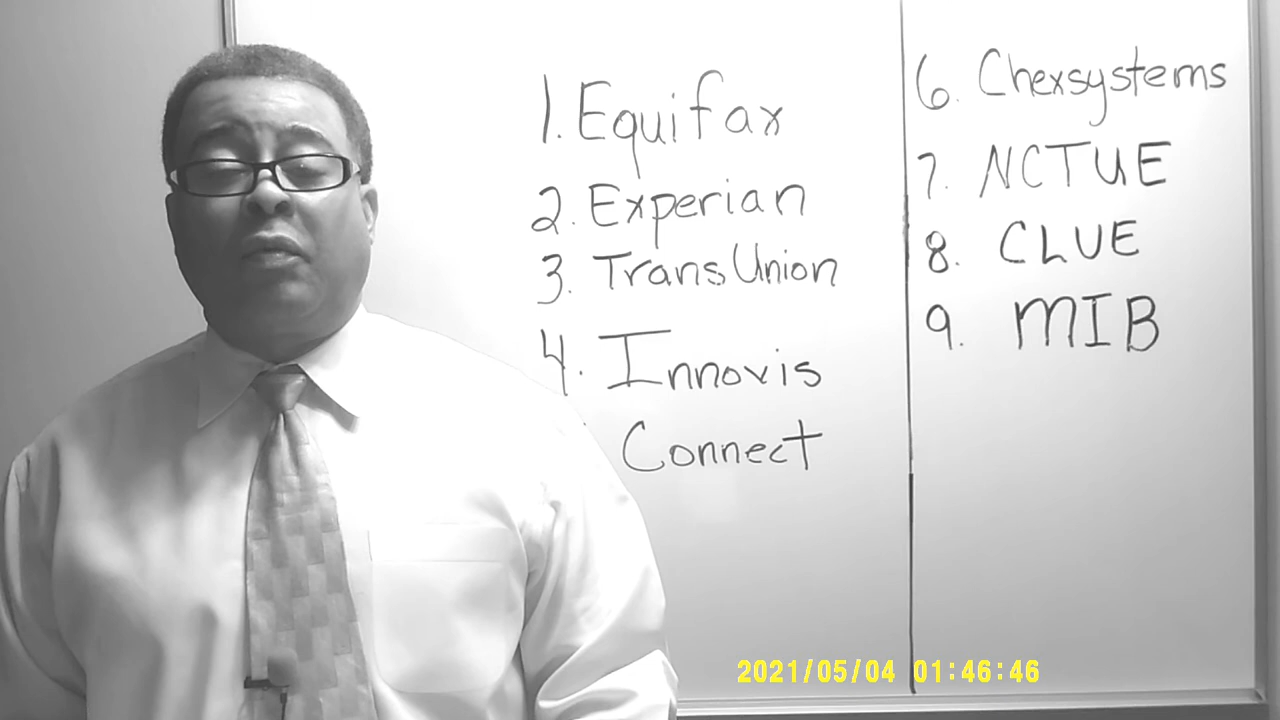 1. Equifax
2. Experian
3. TransUnion
4. Innovis
Connect
6. Chexsystems
7. NCTUE
8. CLUE
9. MIB
2021/05/04 01:46:46